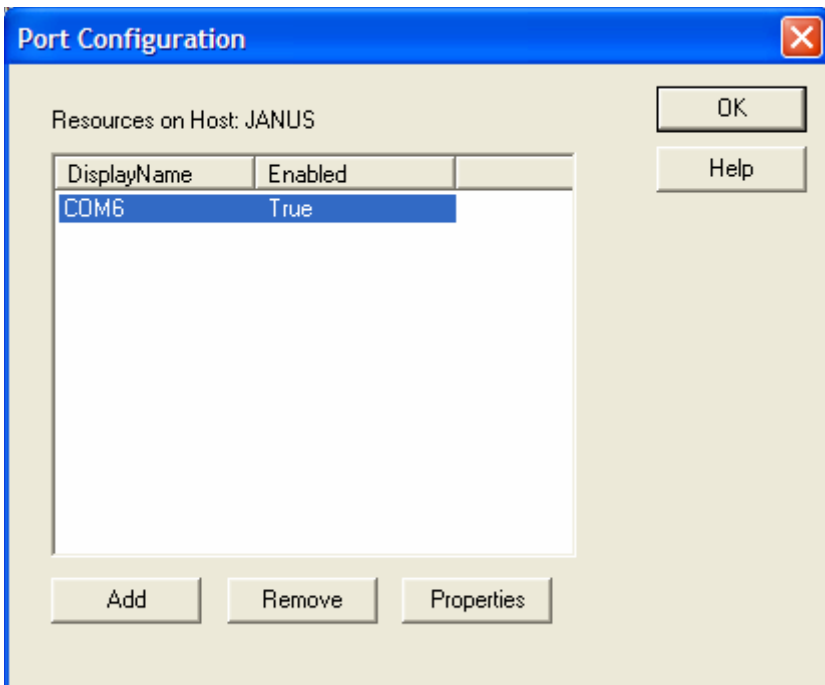 Port Configuration
Resources on Host: JANUS
OK
Help
DisplayName Enabled
COM6 True
Add Remove Properties